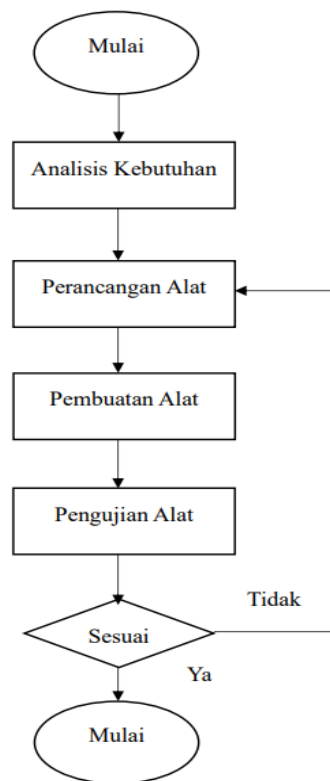 Mulai
Analisis Kebutuhan
Perancangan Alat
Pembuatan Alat
Pengujian Alat
Tidak
Sesuai
Ya
Mulai